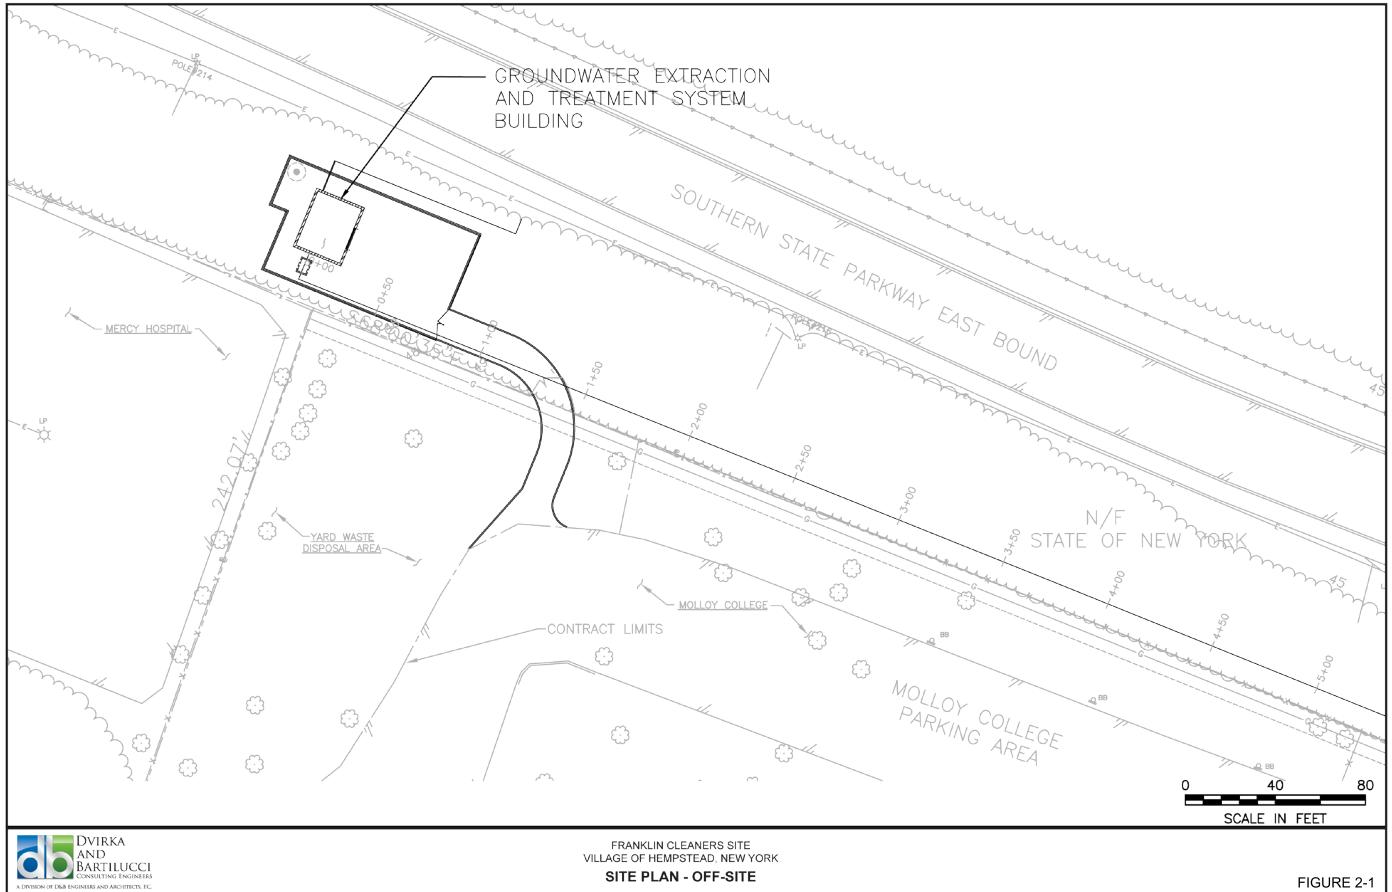 LP
POLE#214
E
E
GROUNDWATER EXTRACTION
AND TREATMENT SYSTEM
BUILDING
E
E
E
SOUTHERN STATE PARKWAY EAST BOUND
45
0+50
1+00
1+50
2+00
2+50
3+00
3+50
4+00
4+50
5+00
MERCY HOSPITAL
LP
E
LP
E
E
E
E
242.07'
G
G
G
G
G
G
N/F
STATE OF NEW YORK
45
YARD WASTE
DISPOSAL AREA
MOLLOY COLLEGE
CONTRACT LIMITS
BB
BB
BB
MOLLOY COLLEGE
PARKING AREA
0 40 80
SCALE IN FEET
db
DVIRKA
AND
BARTILUCCI
CONSULTING ENGINEERS
A DIVISION OF D&B ENGINEERS AND ARCHITECTS, P.C.
FRANKLIN CLEANERS SITE
VILLAGE OF HEMPSTEAD, NEW YORK
SITE PLAN - OFF-SITE
FIGURE 2-1